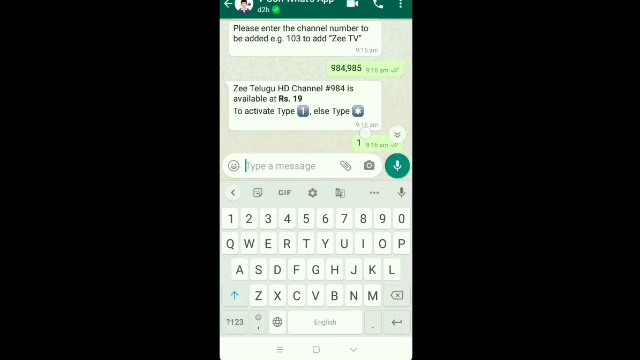 d2h
Please enter the channel number to
be added e.g. 103 to add "Zee TV"
9:15 am
984,985 9:16 am
Zee Telugu HD Channel #984 is
available at Rs. 19
To activate Type 1, else Type *
9:16 am
1 9:16 am
Type a message
GIF
1 2 3 4 5 6 7 8 9 0
Q W E R T Y U I O P
A S D F G H J K L
Z X C V B N M
?123 , English .